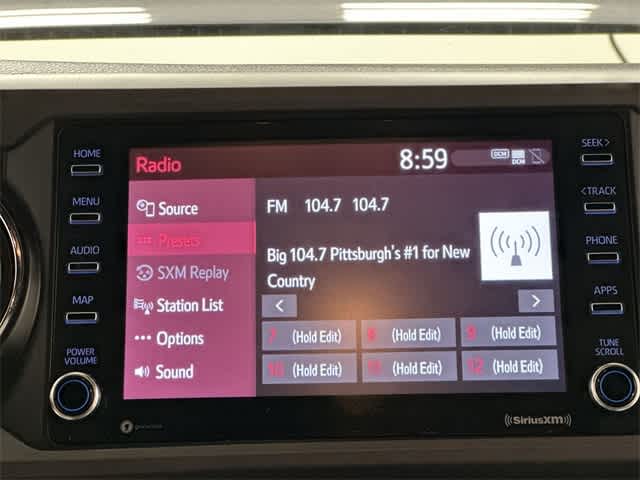 HOME
MENU
AUDIO
MAP
POWER
VOLUME
Radio
8:59
DCM
DCM
Source
Presets
SXM Replay
Station List
Options
Sound
FM 104.7 104.7
Big 104.7 Pittsburgh's #1 for New
Country
<
>
7 (Hold Edit) 8 (Hold Edit) 9 (Hold Edit)
10 (Hold Edit) 11 (Hold Edit) 12 (Hold Edit)
SEEK >
< TRACK
PHONE
APPS
TUNE
SCROLL
((SiriusXM))